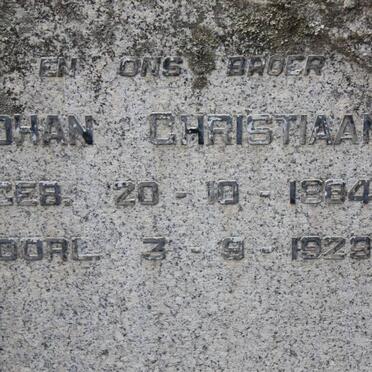 EN ONS BROER
OHAN CHRISTIAAN
GEB. 20 - 10 - 1884
OORL. 3 - 9 - 1929